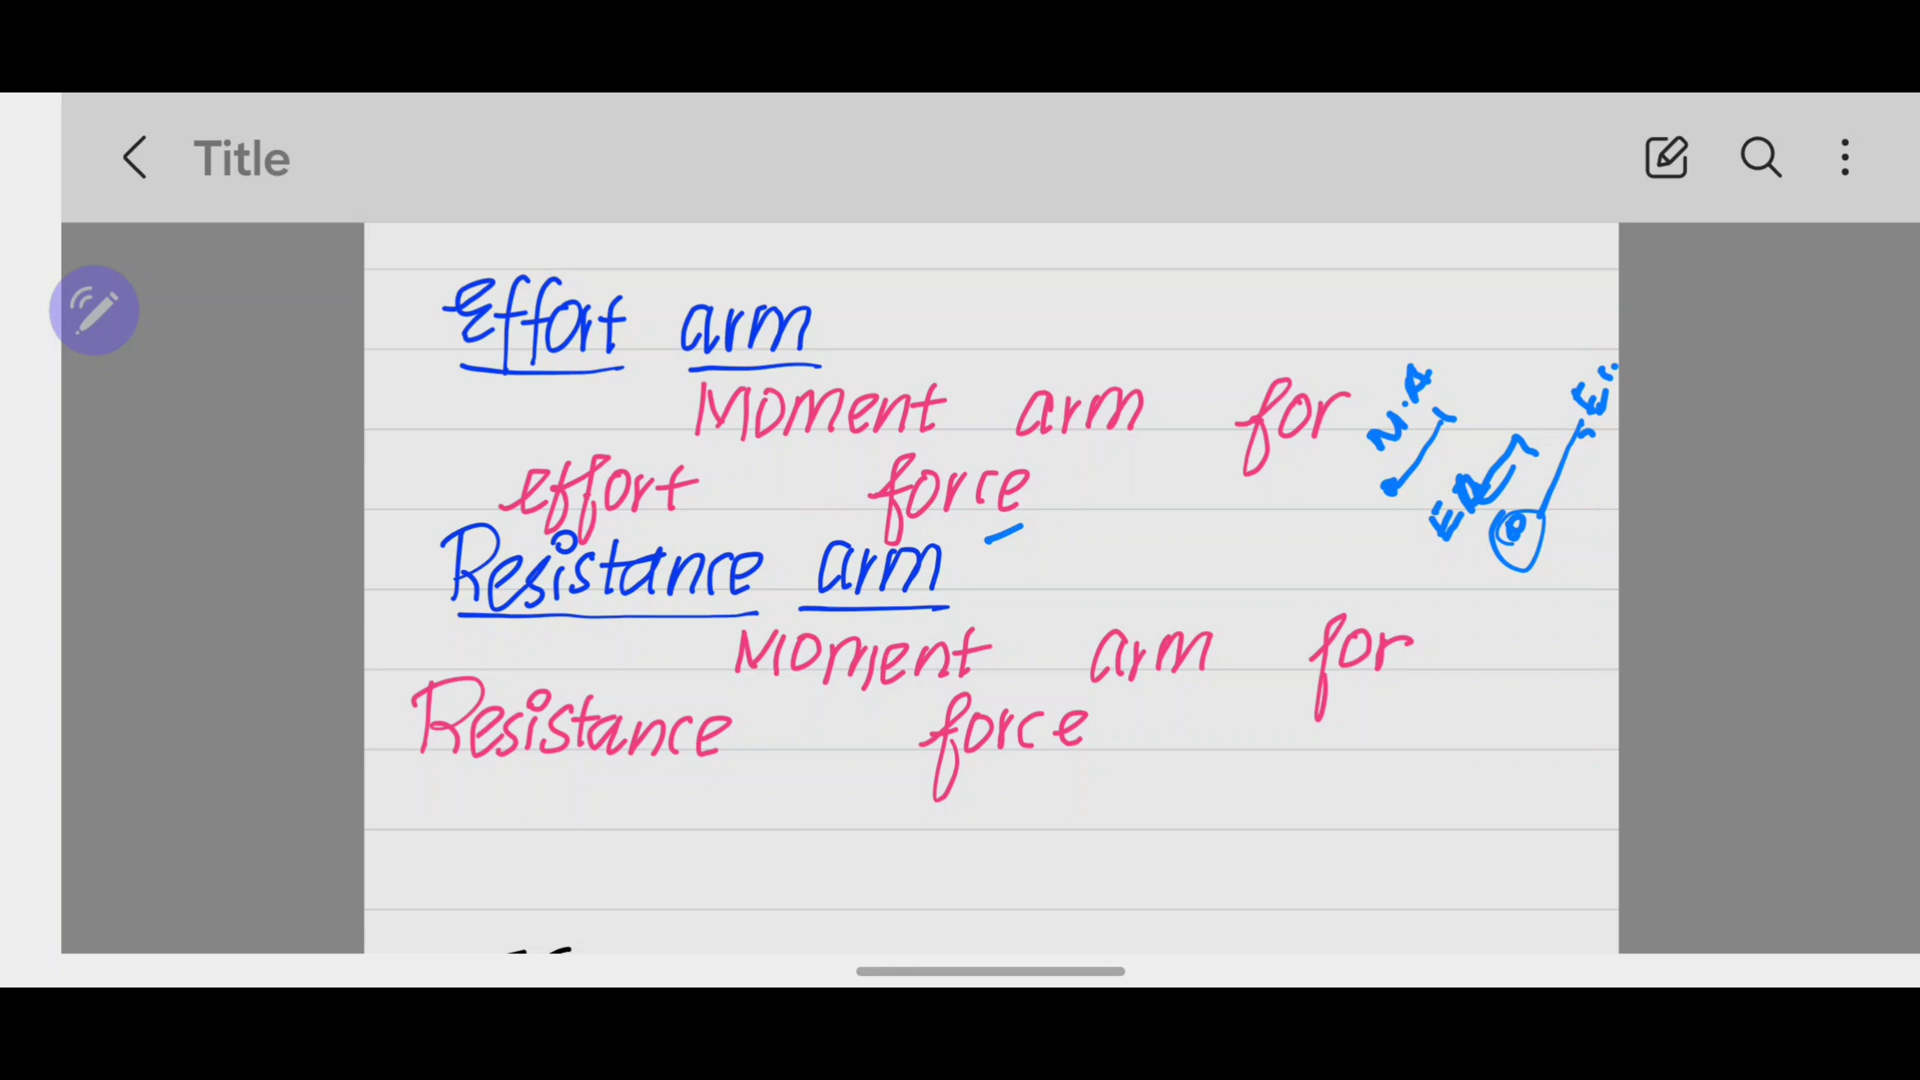 Title
Effort arm
Moment arm for
effort force
Resistance arm
Moment arm for
Resistance force
M.A